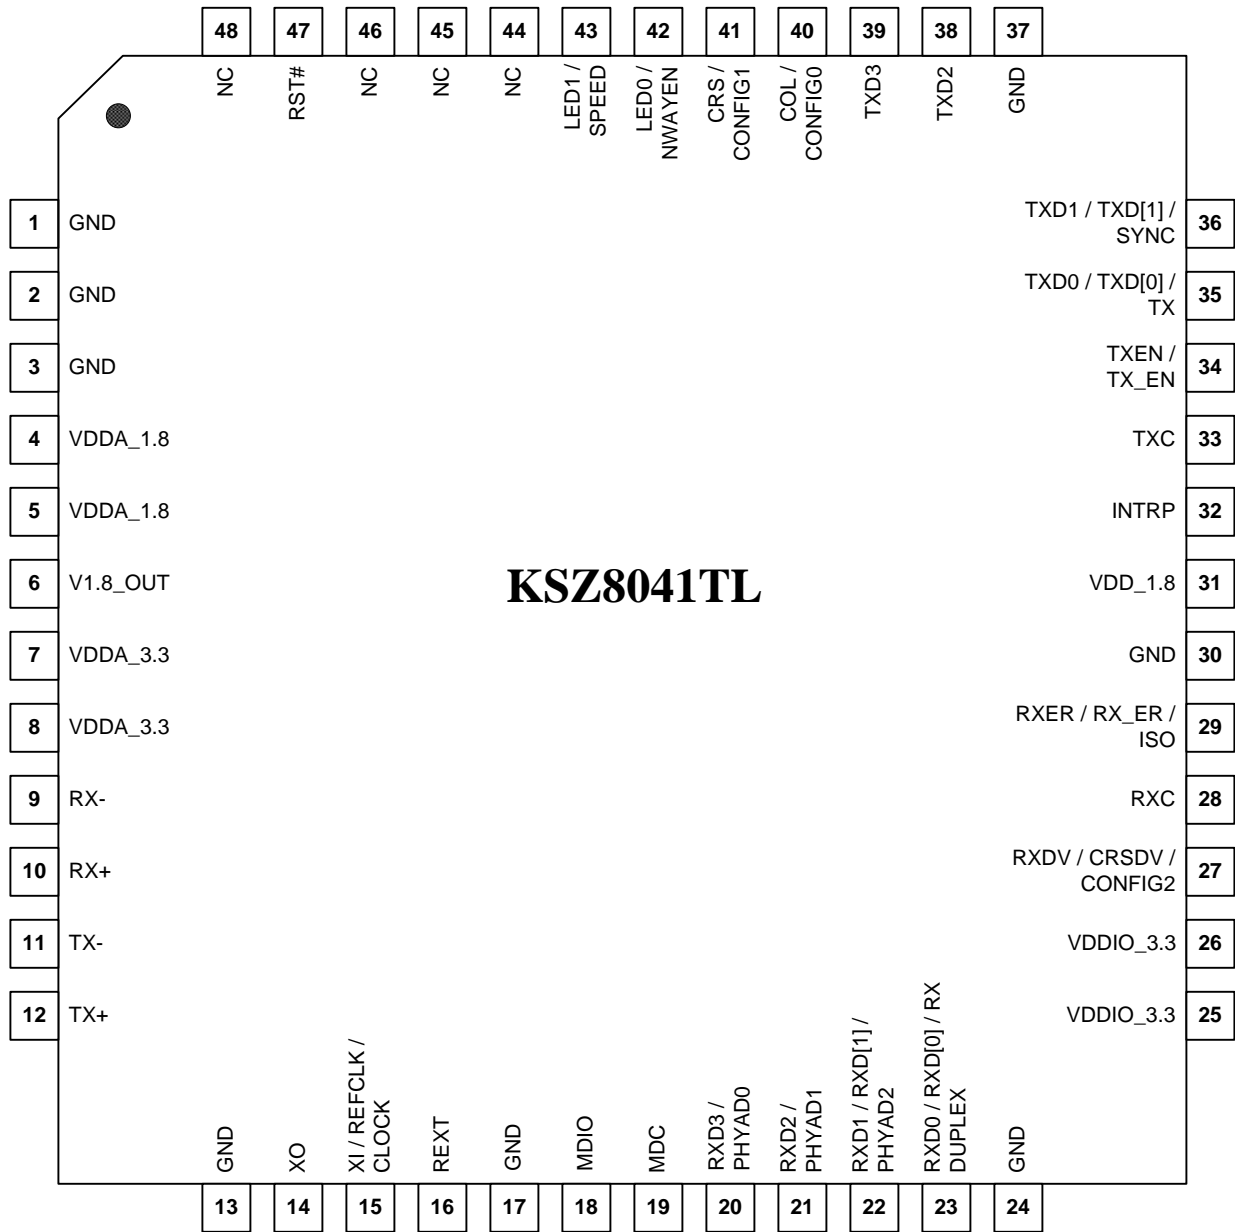 48 47 46 45 44 43 42 41 40 39 38 37
NC
RST#
NC
NC
NC
LED1 /
SPEED
LED0 /
NWAYEN
CRS /
CONFIG1
COL /
CONFIG0
TXD3
TXD2
GND
1 GND
2 GND
3 GND
4 VDDA_1.8
5 VDDA_1.8
6 V1.8_OUT
7 VDDA_3.3
8 VDDA_3.3
9 RX-
10 RX+
11 TX-
12 TX+
KSZ8041TL
TXD1 / TXD[1] /
SYNC 36
TXD0 / TXD[0] /
TX 35
TXEN /
TX_EN 34
TXC 33
INTRP 32
VDD_1.8 31
GND 30
RXER / RX_ER /
ISO 29
RXC 28
RXDV / CRSDV /
CONFIG2 27
VDDIO_3.3 26
VDDIO_3.3 25
GND
XO
XI / REFCLK /
CLOCK
REXT
GND
MDIO
MDC
RXD3 /
PHYAD0
RXD2 /
PHYAD1
RXD1 / RXD[1] /
PHYAD2
RXD0 / RXD[0] / RX
DUPLEX
GND
13 14 15 16 17 18 19 20 21 22 23 24